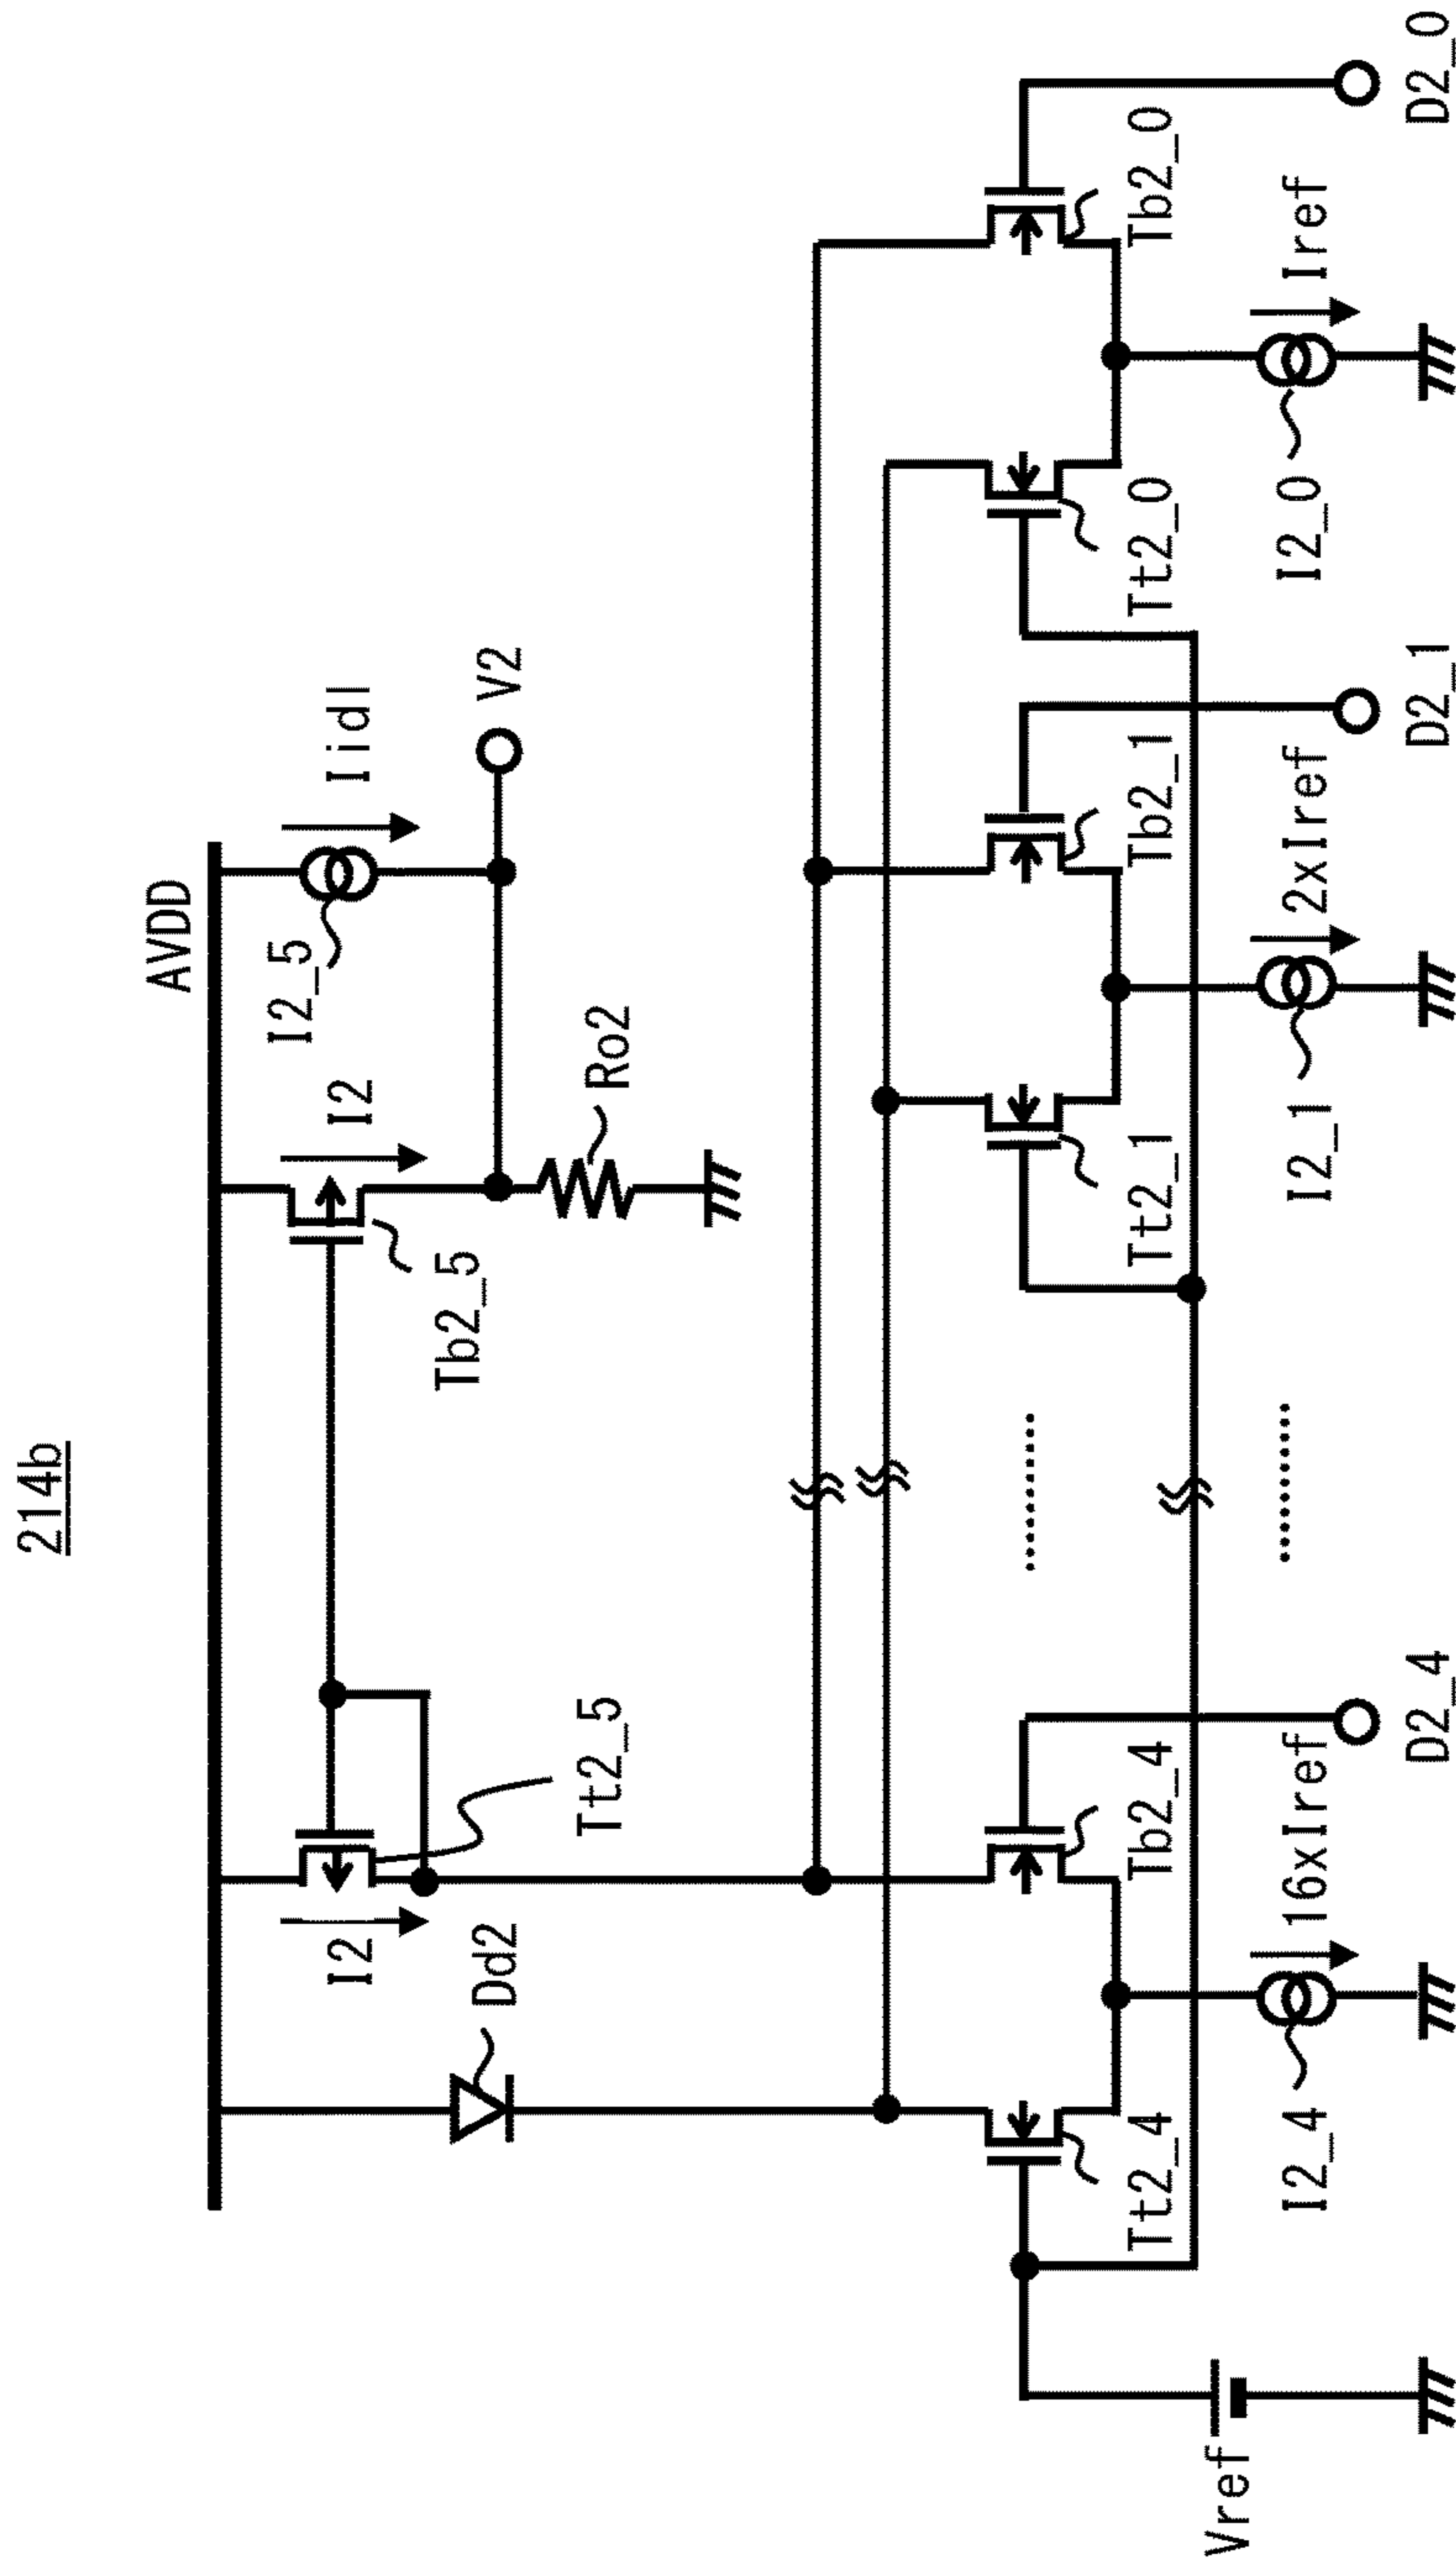 214b
AVDD
I2
Tt2_5
Dd2
Tb2_5
I2
I2_5
Iidl
V2
Ro2
Vref
Tt2_4
Tb2_4
I2_4
16xIref
D2_4
Tt2_1
Tb2_1
I2_1
2xIref
D2_1
Tt2_0
Tb2_0
I2_0
Iref
D2_0